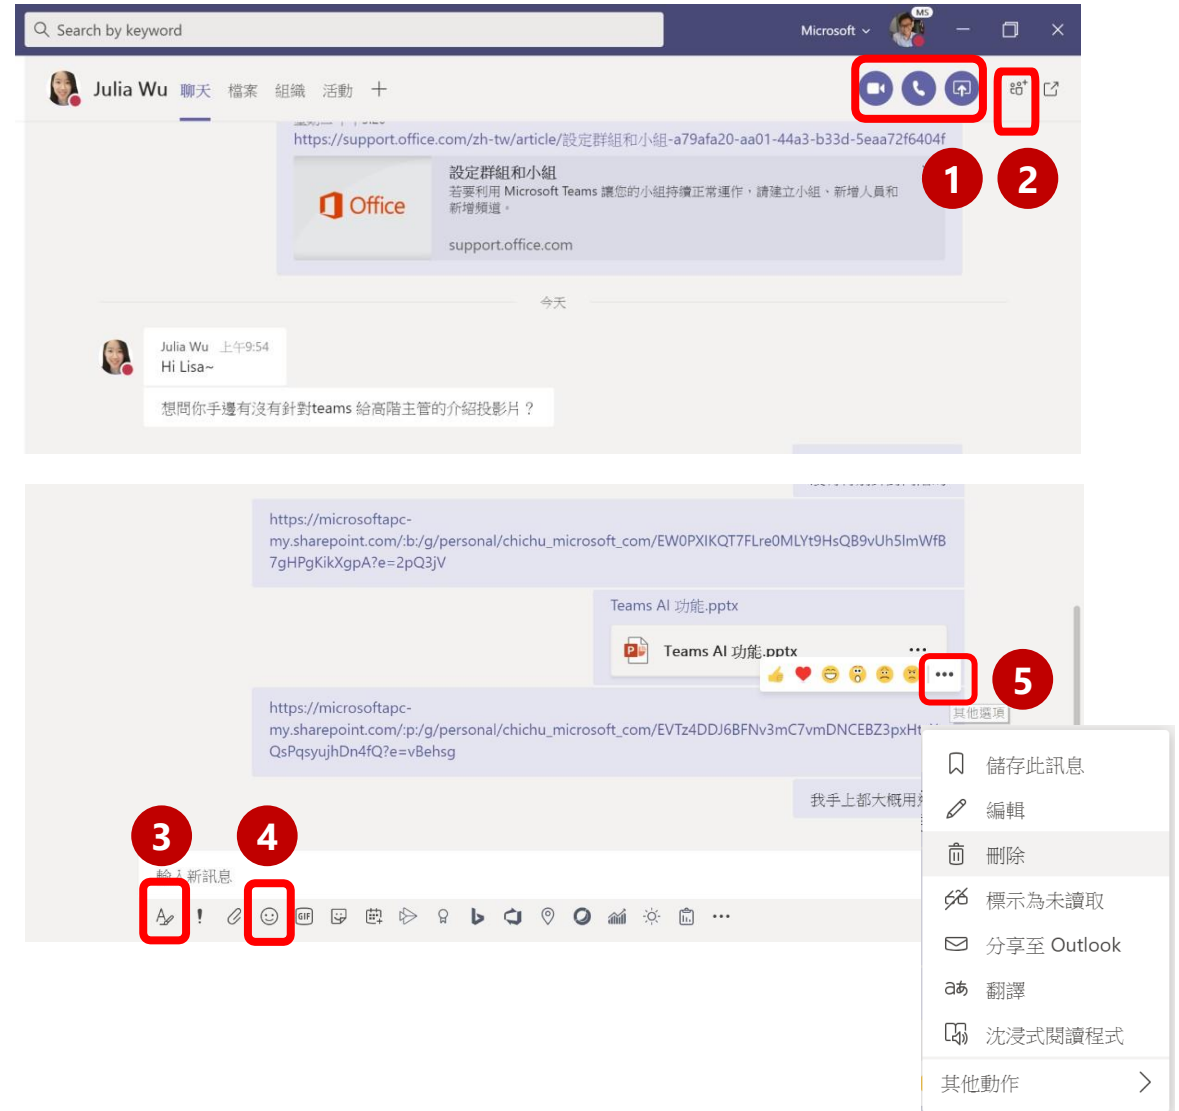 Search by keyword
Microsoft
MS
Julia Wu 聊天 檔案 組織 活動
https://support.office.com/zh-tw/article/設定群組和小組-a79afa20-aa01-44a3-b33d-5eaa72f6404f
Office
設定群組和小組
若要利用 Microsoft Teams 讓您的小組持續正常運作，請建立小組、新增人員和
新增頻道。
support.office.com
1
2
今天
Julia Wu 上午9:54
Hi Lisa~
想問你手邊有沒有針對teams 給高階主管的介紹投影片？
https://microsoftapc-
my.sharepoint.com/:b:/g/personal/chichu_microsoft_com/EW0PXIKQT7FLre0MLYt9HsQB9vUh5lmWfB
7gHPgKikXgpA?e=2pQ3jV
Teams AI 功能.pptx
Teams AI 功能.pptx
5
其他選項
https://microsoftapc-
my.sharepoint.com/:p:/g/personal/chichu_microsoft_com/EVTz4DDJ6BFNv3mC7vmDNCEBZ3pxHt
QsPqsyujhDn4fQ?e=vBehsg
我手上都大概用
3
4
輸入新訊息
GIF
儲存此訊息
編輯
刪除
標示為未讀取
分享至 Outlook
aあ 翻譯
沈浸式閱讀程式
其他動作